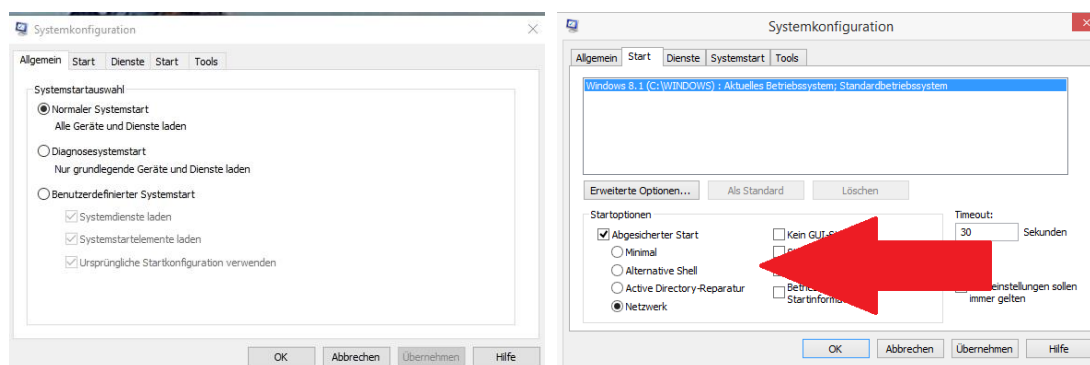 Systemkonfiguration
Allgemein Start Dienste Start Tools
Systemstartauswahl
Normaler Systemstart
Alle Geräte und Dienste laden
Diagnosesystemstart
Nur grundlegende Geräte und Dienste laden
Benutzerdefinierter Systemstart
Systemdienste laden
Systemstartelemente laden
Ursprüngliche Startkonfiguration verwenden
OK Abbrechen Übernehmen Hilfe
Systemkonfiguration
Allgemein Start Dienste Systemstart Tools
Windows 8.1 (C:\WINDOWS) : Aktuelles Betriebssystem; Standardbetriebssystem
Erweiterte Optionen... Als Standard Löschen
Startoptionen
Timeout:
Abgesicherter Start Kein 30 Sekunden
Minimal
Alternative Shell
Active Directory-Reparatur
Netzwerk
sollen
immer gelten
OK Abbrechen Übernehmen Hilfe